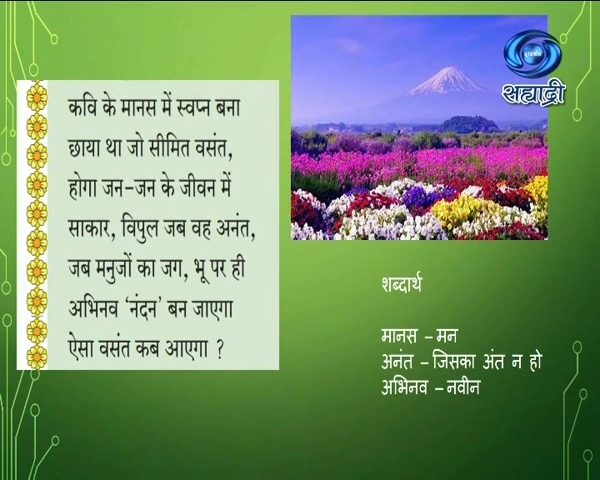 कवि के मानस में स्वप्न बना
छाया था जो सीमित वसंत,
होगा जन-जन के जीवन में
साकार, विपुल जब वह अनंत,
जब मनुजों का जग, भू पर ही
अभिनव ‘नंदन’ बन जाएगा
ऐसा वसंत कब आएगा ?
सह्याद्री
शब्दार्थ
मानस – मन
अनंत – जिसका अंत न हो
अभिनव – नवीन